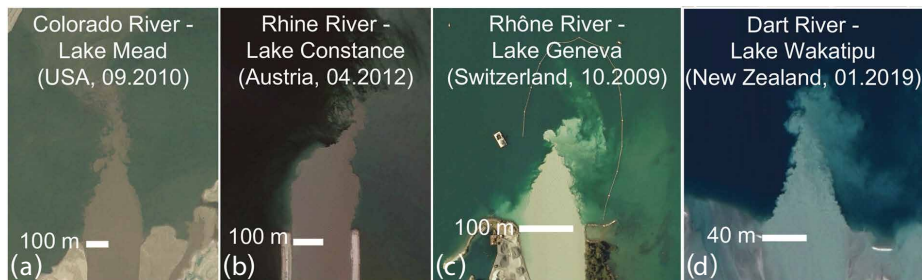 Colorado River -
Lake Mead
(USA, 09.2010)
100 m
(a)
Rhine River -
Lake Constance
(Austria, 04.2012)
100 m
(b)
Rhône River -
Lake Geneva
(Switzerland, 10.2009)
100 m
(c)
Dart River -
Lake Wakatipu
(New Zealand, 01.2019)
40 m
(d)